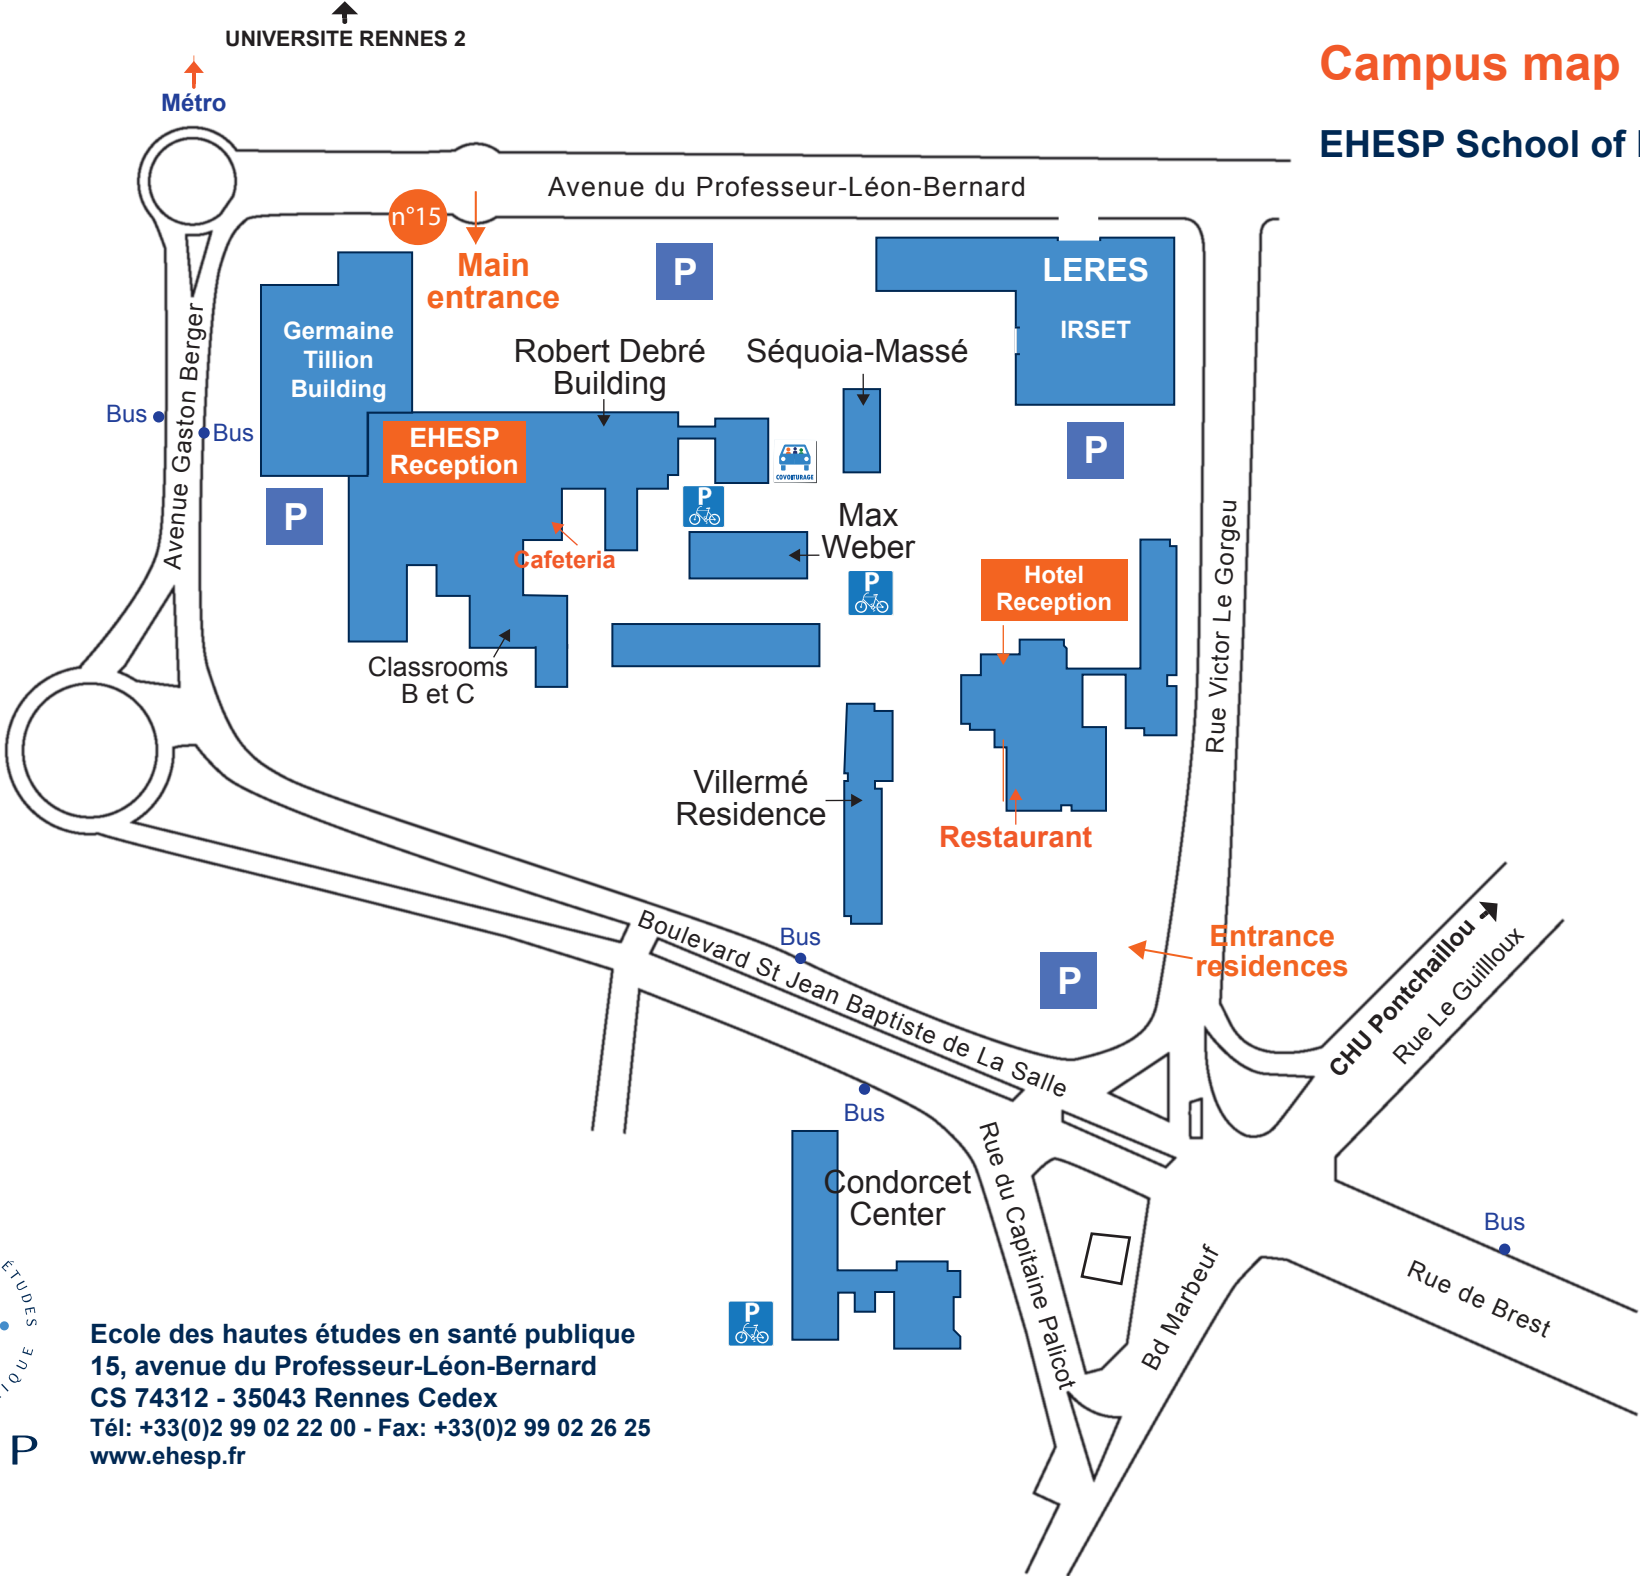 UNIVERSITE RENNES 2
Métro
Campus map
EHESP School of
Avenue du Professeur-Léon-Bernard
n°15
Main
entrance
P
LERES
IRSET
Germaine
Tillion
Building
Robert Debré
Building
Séquoia-Massé
Avenue Gaston Berger
Bus
Bus
EHESP
Reception
COVOITURAGE
P
P
P
Cafeteria
Max
Weber
P
Hotel
Reception
Rue Victor Le Gorgeu
Classrooms
B et C
Villermé
Residence
Restaurant
Boulevard St Jean Baptiste de La Salle
Bus
Entrance
residences
P
CHU Pontchaillou
Rue Le Guillloux
Bus
Rue du Capitaine Palicot
Condorcet
Center
Bd Marbeuf
Bus
Rue de Brest
P
ÉTUDES
P
Ecole des hautes études en santé publique
15, avenue du Professeur-Léon-Bernard
CS 74312 - 35043 Rennes Cedex
Tél: +33(0)2 99 02 22 00 - Fax: +33(0)2 99 02 26 25
www.ehesp.fr